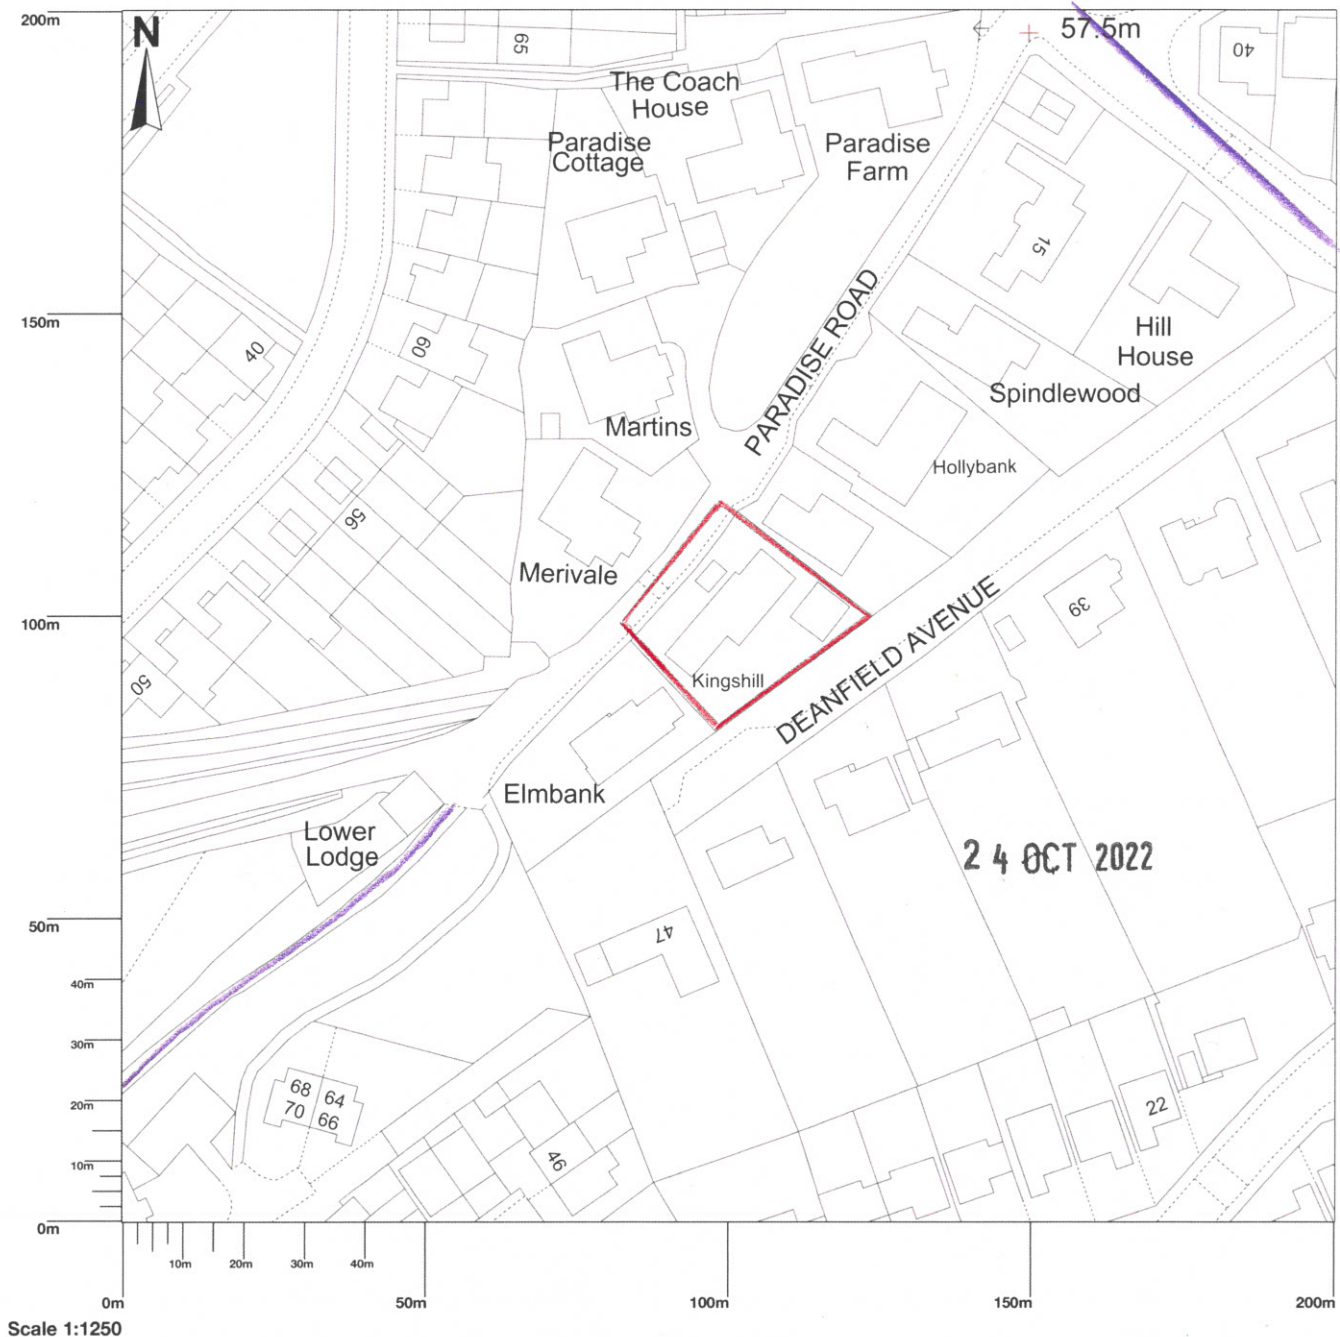 200m
N
65
57.5m
40
The Coach
House
Paradise
Cottage
Paradise
Farm
15
PARADISE ROAD
150m
40
60
Hill
House
Spindlewood
Martins
Hollybank
56
Merivale
39
100m
50
Kingshill
DEANFIELD AVENUE
Elmbank
Lower
Lodge
2 4 OCT 2022
50m
47
40m
30m
68
64
70
66
20m
22
10m
46
0m
10m
20m
30m
40m
0m
50m
100m
150m
200m
Scale 1:1250